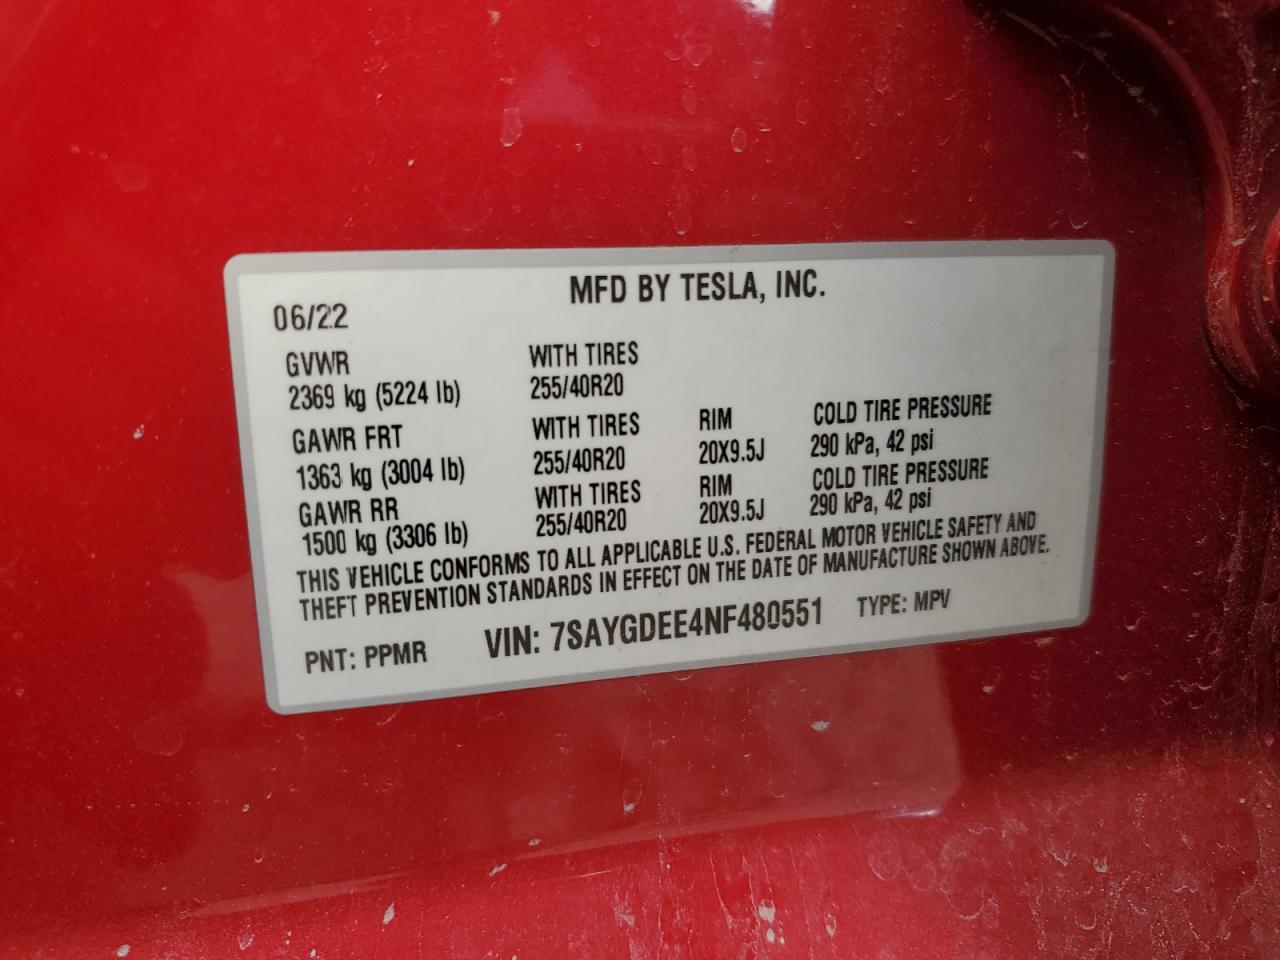 MFD BY TESLA, INC.
06/22
GVWR WITH TIRES
2369 kg (5224 lb) 255/40R20
GAWR FRT WITH TIRES RIM COLD TIRE PRESSURE
1363 kg (3004 lb) 255/40R20 20X9.5J 290 kPa, 42 psi
GAWR RR WITH TIRES RIM COLD TIRE PRESSURE
1500 kg (3306 lb) 255/40R20 20X9.5J 290 kPa, 42 psi
THIS VEHICLE CONFORMS TO ALL APPLICABLE U.S. FEDERAL MOTOR VEHICLE SAFETY AND
THEFT PREVENTION STANDARDS IN EFFECT ON THE DATE OF MANUFACTURE SHOWN ABOVE.
PNT: PPMR VIN: 7SAYGDEE4NF480551 TYPE: MPV